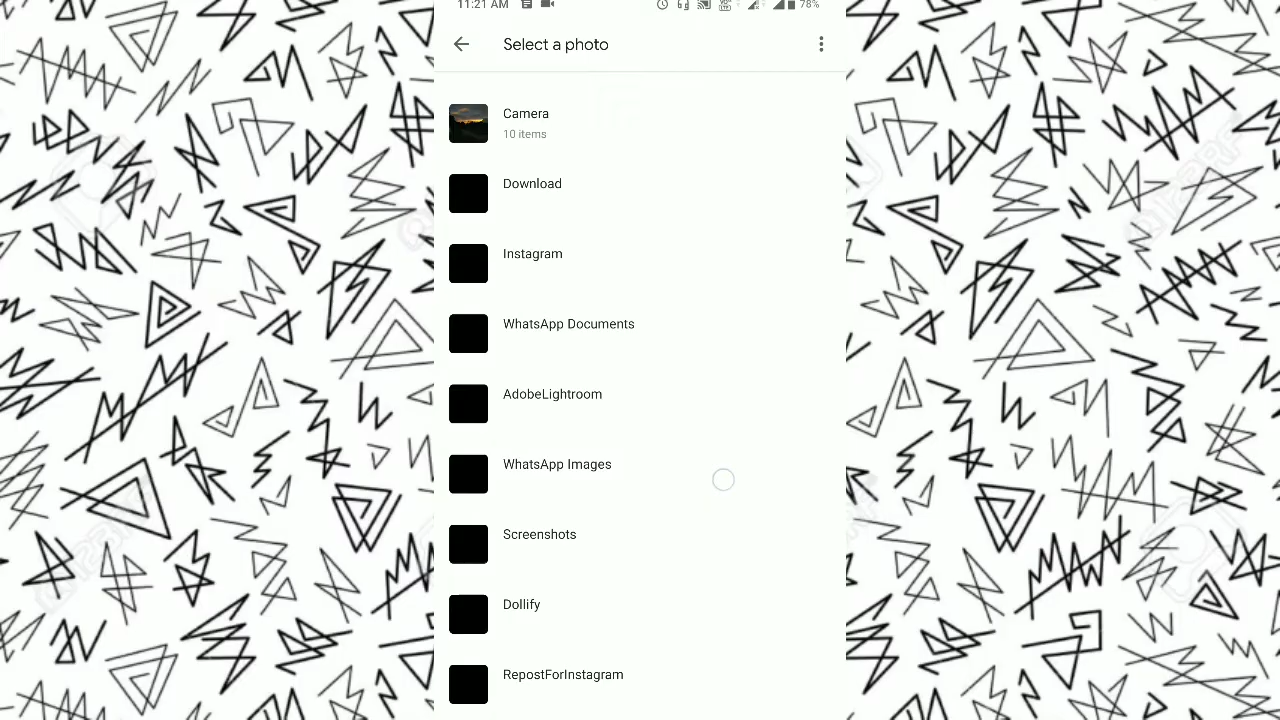 11:21 AM 78%
Select a photo
Camera
10 items
Download
Instagram
WhatsApp Documents
AdobeLightroom
WhatsApp Images
Screenshots
Dollify
RepostForInstagram